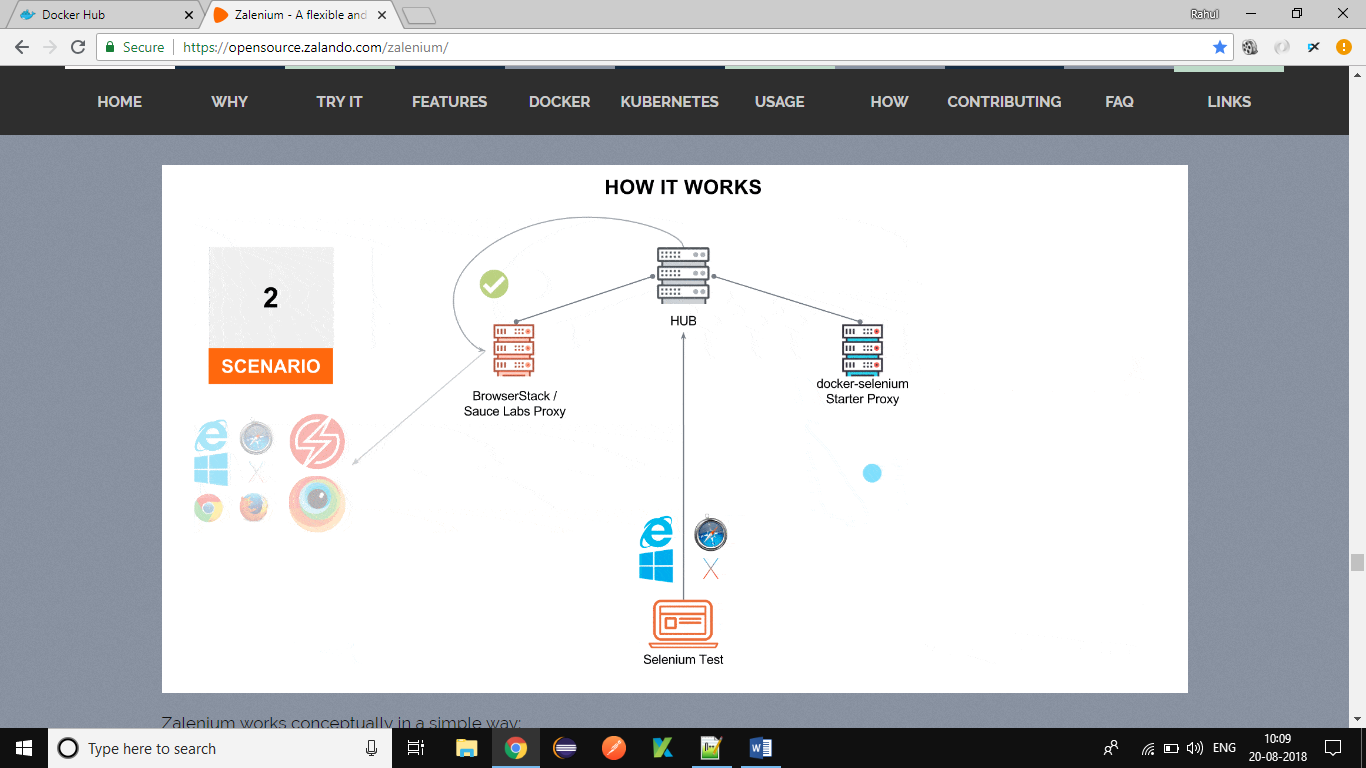 Docker Hub
Zalenium - A flexible and
Rahul
Secure
https://opensource.zalando.com/zalenium/
HOME WHY TRY IT FEATURES DOCKER KUBERNETES USAGE HOW CONTRIBUTING FAQ LINKS
HOW IT WORKS
2
SCENARIO
HUB
BrowserStack /
Sauce Labs Proxy
docker-selenium
Starter Proxy
Selenium Test
Zalenium works conceptually in a simple way:
Type here to search
ENG
10:09
20-08-2018